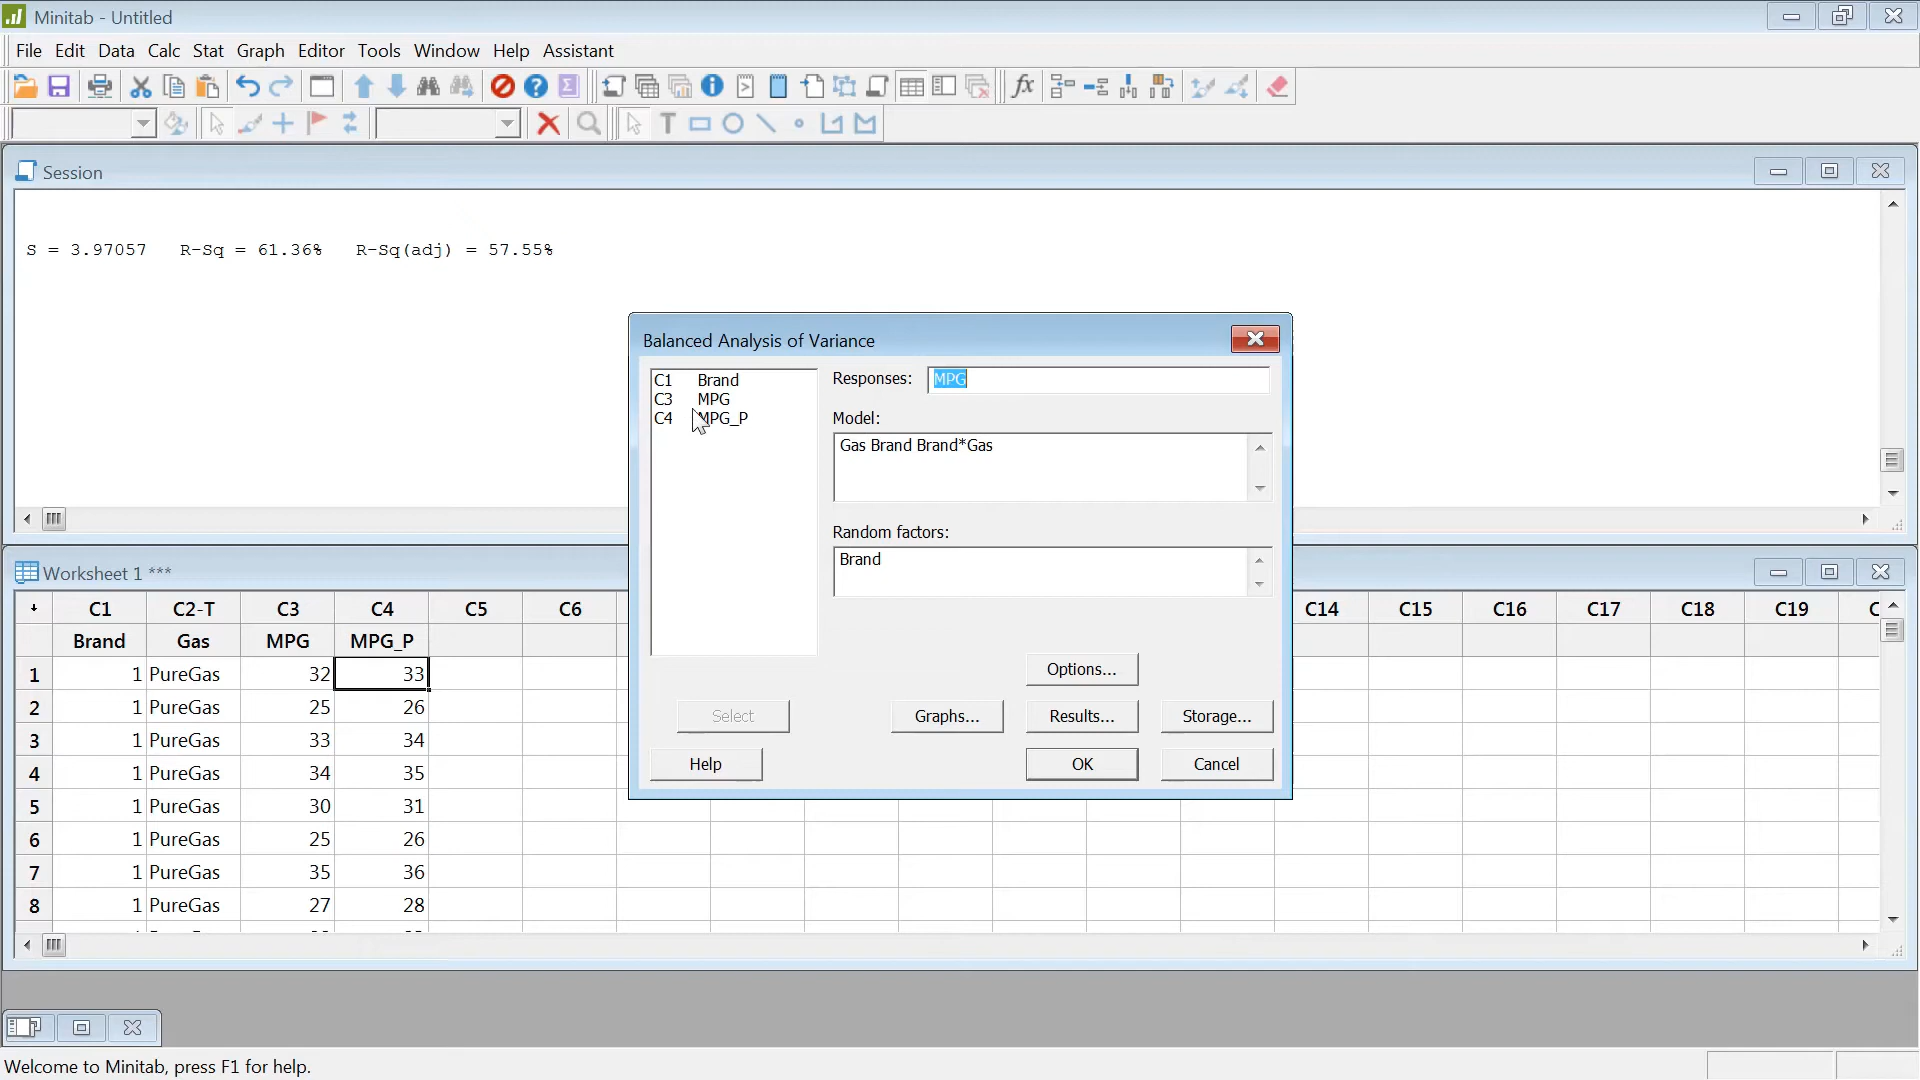 Minitab - Untitled
File Edit Data Calc Stat Graph Editor Tools Window Help Assistant
Session
S = 3.97057 R-Sq = 61.36% R-Sq(adj) = 57.55%
Balanced Analysis of Variance
C1 Brand
C3 MPG
C4 MPG_P
Responses: MPG
Model:
Gas Brand Brand*Gas
Random factors:
Brand
Options...
Select Graphs... Results... Storage...
Help OK Cancel
Worksheet 1 ***
C1 C2-T C3 C4 C5 C6 C14 C15 C16 C17 C18 C19 C
Brand Gas MPG MPG_P
1 1 PureGas 32 33
2 1 PureGas 25 26
3 1 PureGas 33 34
4 1 PureGas 34 35
5 1 PureGas 30 31
6 1 PureGas 25 26
7 1 PureGas 35 36
8 1 PureGas 27 28
Welcome to Minitab, press F1 for help.